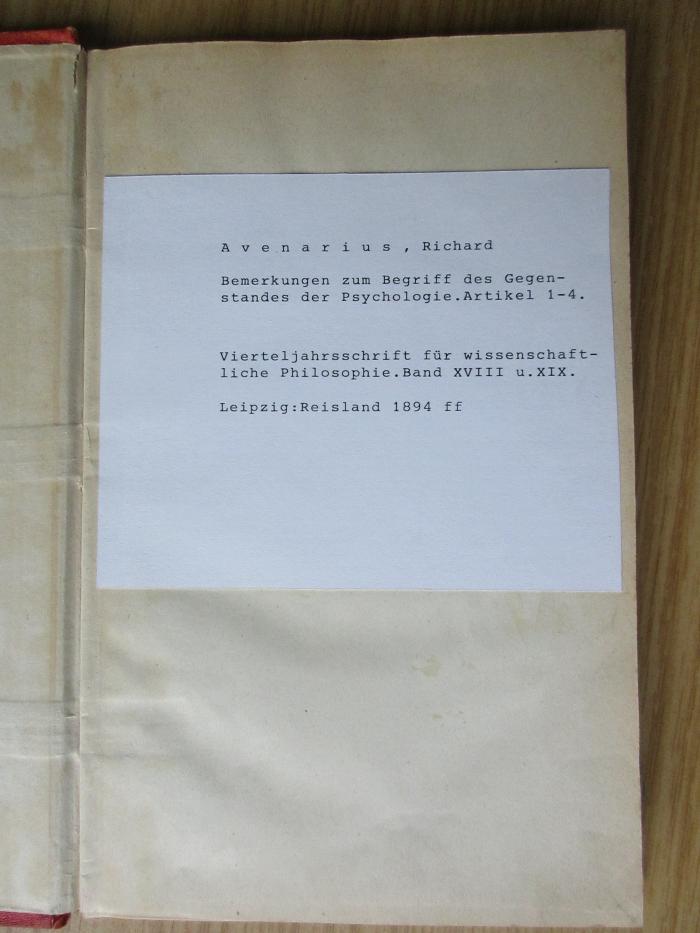 A v e n a r i u s , Richard
Bemerkungen zum Begriff des Gegen-
standes der Psychologie.Artikel 1-4.
Vierteljahrsschrift für wissenschaft-
liche Philosophie.Band XVIII u.XIX.
Leipzig:Reisland 1894 ff